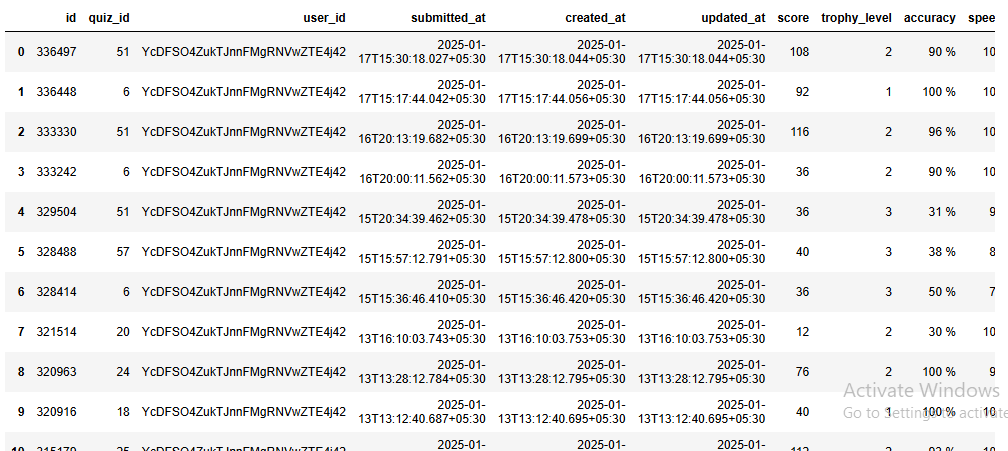 id quiz_id user_id submitted_at created_at updated_at score trophy_level accuracy spee
0 336497 51 YcDFSO4ZukTJnnFMgRNVwZTE4j42 2025-01- 2025-01- 2025-01- 108 2 90 % 10
17T15:30:18.027+05:30 17T15:30:18.044+05:30 17T15:30:18.044+05:30
1 336448 6 YcDFSO4ZukTJnnFMgRNVwZTE4j42 2025-01- 2025-01- 2025-01- 92 1 100 % 10
17T15:17:44.042+05:30 17T15:17:44.056+05:30 17T15:17:44.056+05:30
2 333330 51 YcDFSO4ZukTJnnFMgRNVwZTE4j42 2025-01- 2025-01- 2025-01- 116 2 96 % 10
16T20:13:19.682+05:30 16T20:13:19.699+05:30 16T20:13:19.699+05:30
3 333242 6 YcDFSO4ZukTJnnFMgRNVwZTE4j42 2025-01- 2025-01- 2025-01- 36 2 90 % 10
16T20:00:11.562+05:30 16T20:00:11.573+05:30 16T20:00:11.573+05:30
4 329504 51 YcDFSO4ZukTJnnFMgRNVwZTE4j42 2025-01- 2025-01- 2025-01- 36 3 31 % 9
15T20:34:39.462+05:30 15T20:34:39.478+05:30 15T20:34:39.478+05:30
5 328488 57 YcDFSO4ZukTJnnFMgRNVwZTE4j42 2025-01- 2025-01- 2025-01- 40 3 38 % 8
15T15:57:12.791+05:30 15T15:57:12.800+05:30 15T15:57:12.800+05:30
6 328414 6 YcDFSO4ZukTJnnFMgRNVwZTE4j42 2025-01- 2025-01- 2025-01- 36 3 50 % 7
15T15:36:46.410+05:30 15T15:36:46.420+05:30 15T15:36:46.420+05:30
7 321514 20 YcDFSO4ZukTJnnFMgRNVwZTE4j42 2025-01- 2025-01- 2025-01- 12 2 30 % 10
13T16:10:03.743+05:30 13T16:10:03.753+05:30 13T16:10:03.753+05:30
8 320963 24 YcDFSO4ZukTJnnFMgRNVwZTE4j42 2025-01- 2025-01- 2025-01- 76 2 100 % 9
13T13:28:12.784+05:30 13T13:28:12.795+05:30 13T13:28:12.795+05:30
Activate Windows
9 320916 18 YcDFSO4ZukTJnnFMgRNVwZTE4j42 2025-01- 2025-01- 2025-01- 40 1 100 % 10
13T13:12:40.687+05:30 13T13:12:40.695+05:30 13T13:12:40.695+05:30
Go to Settings to activate
2025-01- 2025-01- 2025-01-